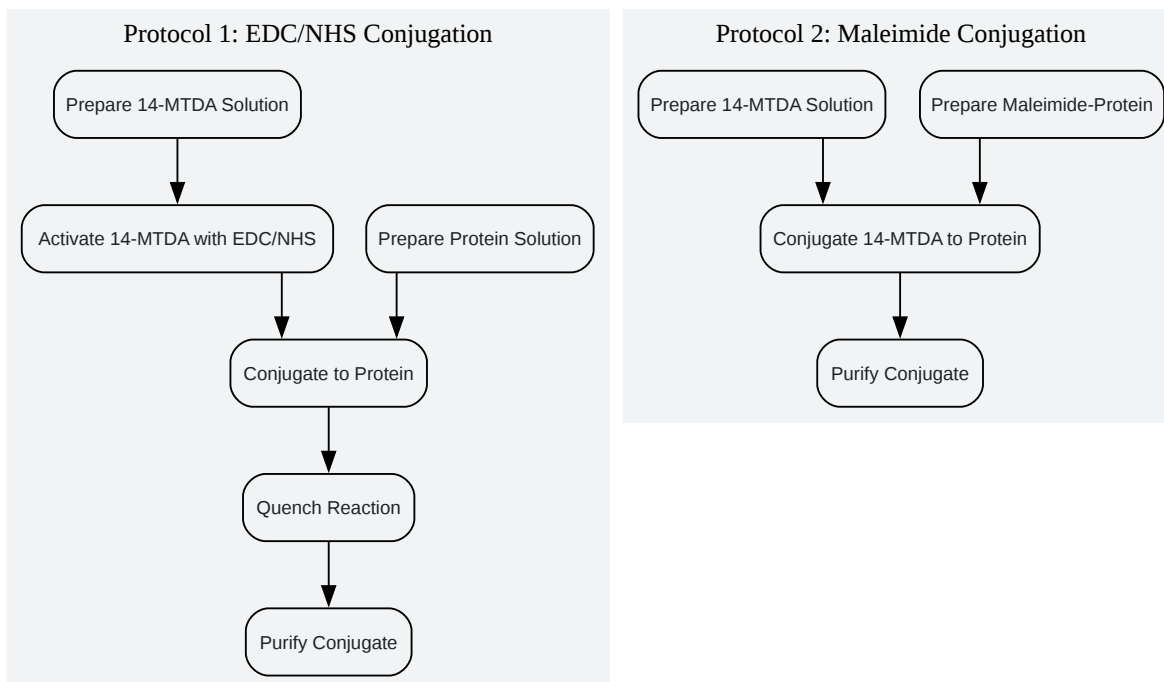 Protocol 1: EDC/NHS Conjugation
Prepare 14-MTDA Solution
Activate 14-MTDA with EDC/NHS
Prepare Protein Solution
Conjugate to Protein
Quench Reaction
Purify Conjugate
Protocol 2: Maleimide Conjugation
Prepare 14-MTDA Solution
Prepare Maleimide-Protein
Conjugate 14-MTDA to Protein
Purify Conjugate